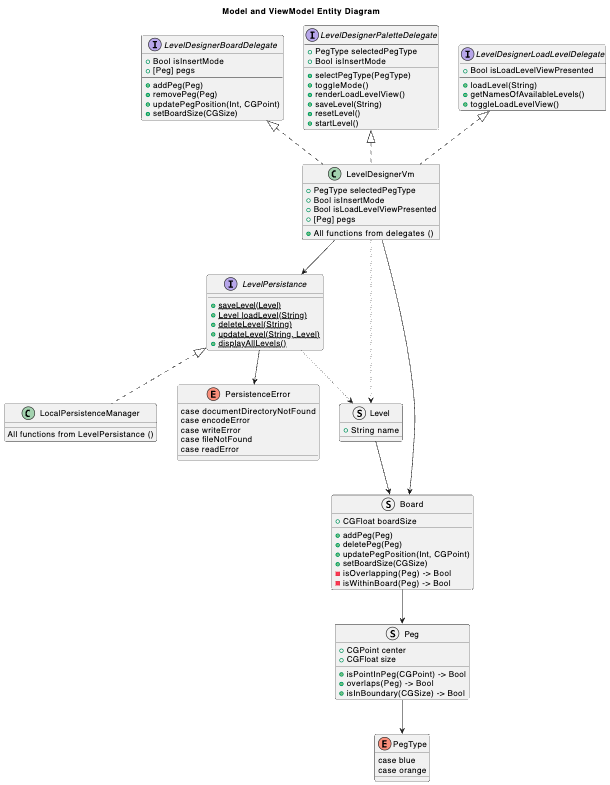 Model and ViewModel Entity Diagram
I LevelDesignerBoardDelegate
Bool isInsertMode
[Peg] pegs
addPeg(Peg)
removePeg(Peg)
updatePegPosition(Int, CGPoint)
setBoardSize(CGSize)
I LevelDesignerPaletteDelegate
PegType selectedPegType
Bool isInsertMode
selectPegType(PegType)
toggleMode()
renderLoadLevelView()
saveLevel(String)
resetLevel()
startLevel()
I LevelDesignerLoadLevelDelegate
Bool isLoadLevelViewPresented
loadLevel(String)
getNamesOfAvailableLevels()
toggleLoadLevelView()
C LevelDesignerVm
PegType selectedPegType
Bool isInsertMode
Bool isLoadLevelViewPresented
[Peg] pegs
All functions from delegates ()
I LevelPersistance
saveLevel(Level)
Level loadLevel(String)
deleteLevel(String)
updateLevel(String, Level)
displayAllLevels()
C LocalPersistenceManager
All functions from LevelPersistance ()
E PersistenceError
case documentDirectoryNotFound
case encodeError
case writeError
case fileNotFound
case readError
S Level
String name
S Board
CGFloat boardSize
addPeg(Peg)
deletePeg(Peg)
updatePegPosition(Int, CGPoint)
setBoardSize(CGSize)
isOverlapping(Peg) -> Bool
isWithinBoard(Peg) -> Bool
S Peg
CGPoint center
CGFloat size
isPointInPeg(CGPoint) -> Bool
overlaps(Peg) -> Bool
isInBoundary(CGSize) -> Bool
E PegType
case blue
case orange